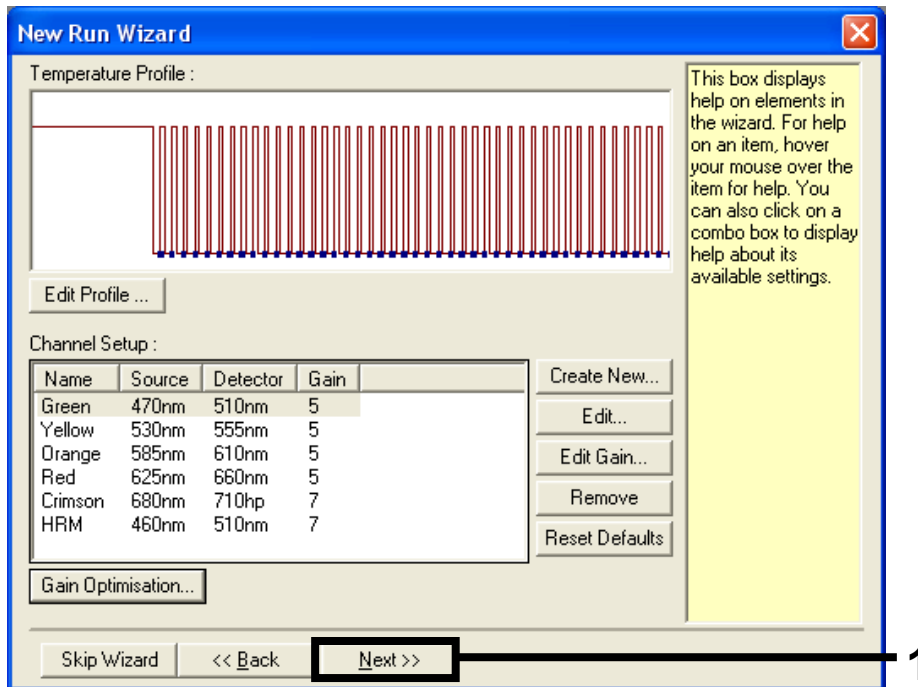 New Run Wizard
Temperature Profile :
This box displays
help on elements in
the wizard. For help
on an item, hover
your mouse over the
item for help. You
can also click on a
combo box to display
help about its
available settings.
Edit Profile ...
Channel Setup :
Name Source Detector Gain
Green 470nm 510nm 5
Yellow 530nm 555nm 5
Orange 585nm 610nm 5
Red 625nm 660nm 5
Crimson 680nm 710hp 7
HRM 460nm 510nm 7
Create New...
Edit...
Edit Gain...
Remove
Reset Defaults
Gain Optimisation...
Skip Wizard << Back Next >>
1